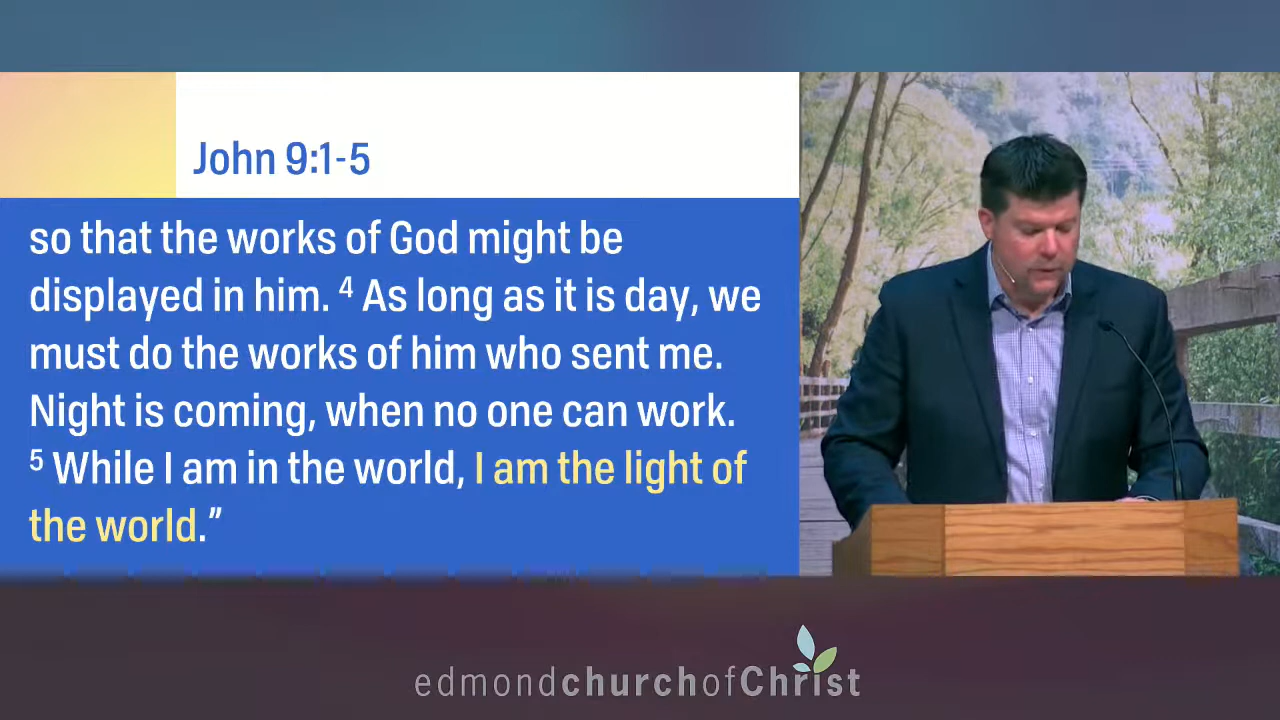 John 9:1-5
so that the works of God might be
displayed in him. 4 As long as it is day, we
must do the works of him who sent me.
Night is coming, when no one can work.
5 While I am in the world, I am the light of
the world.”
edmondchurchofChrist